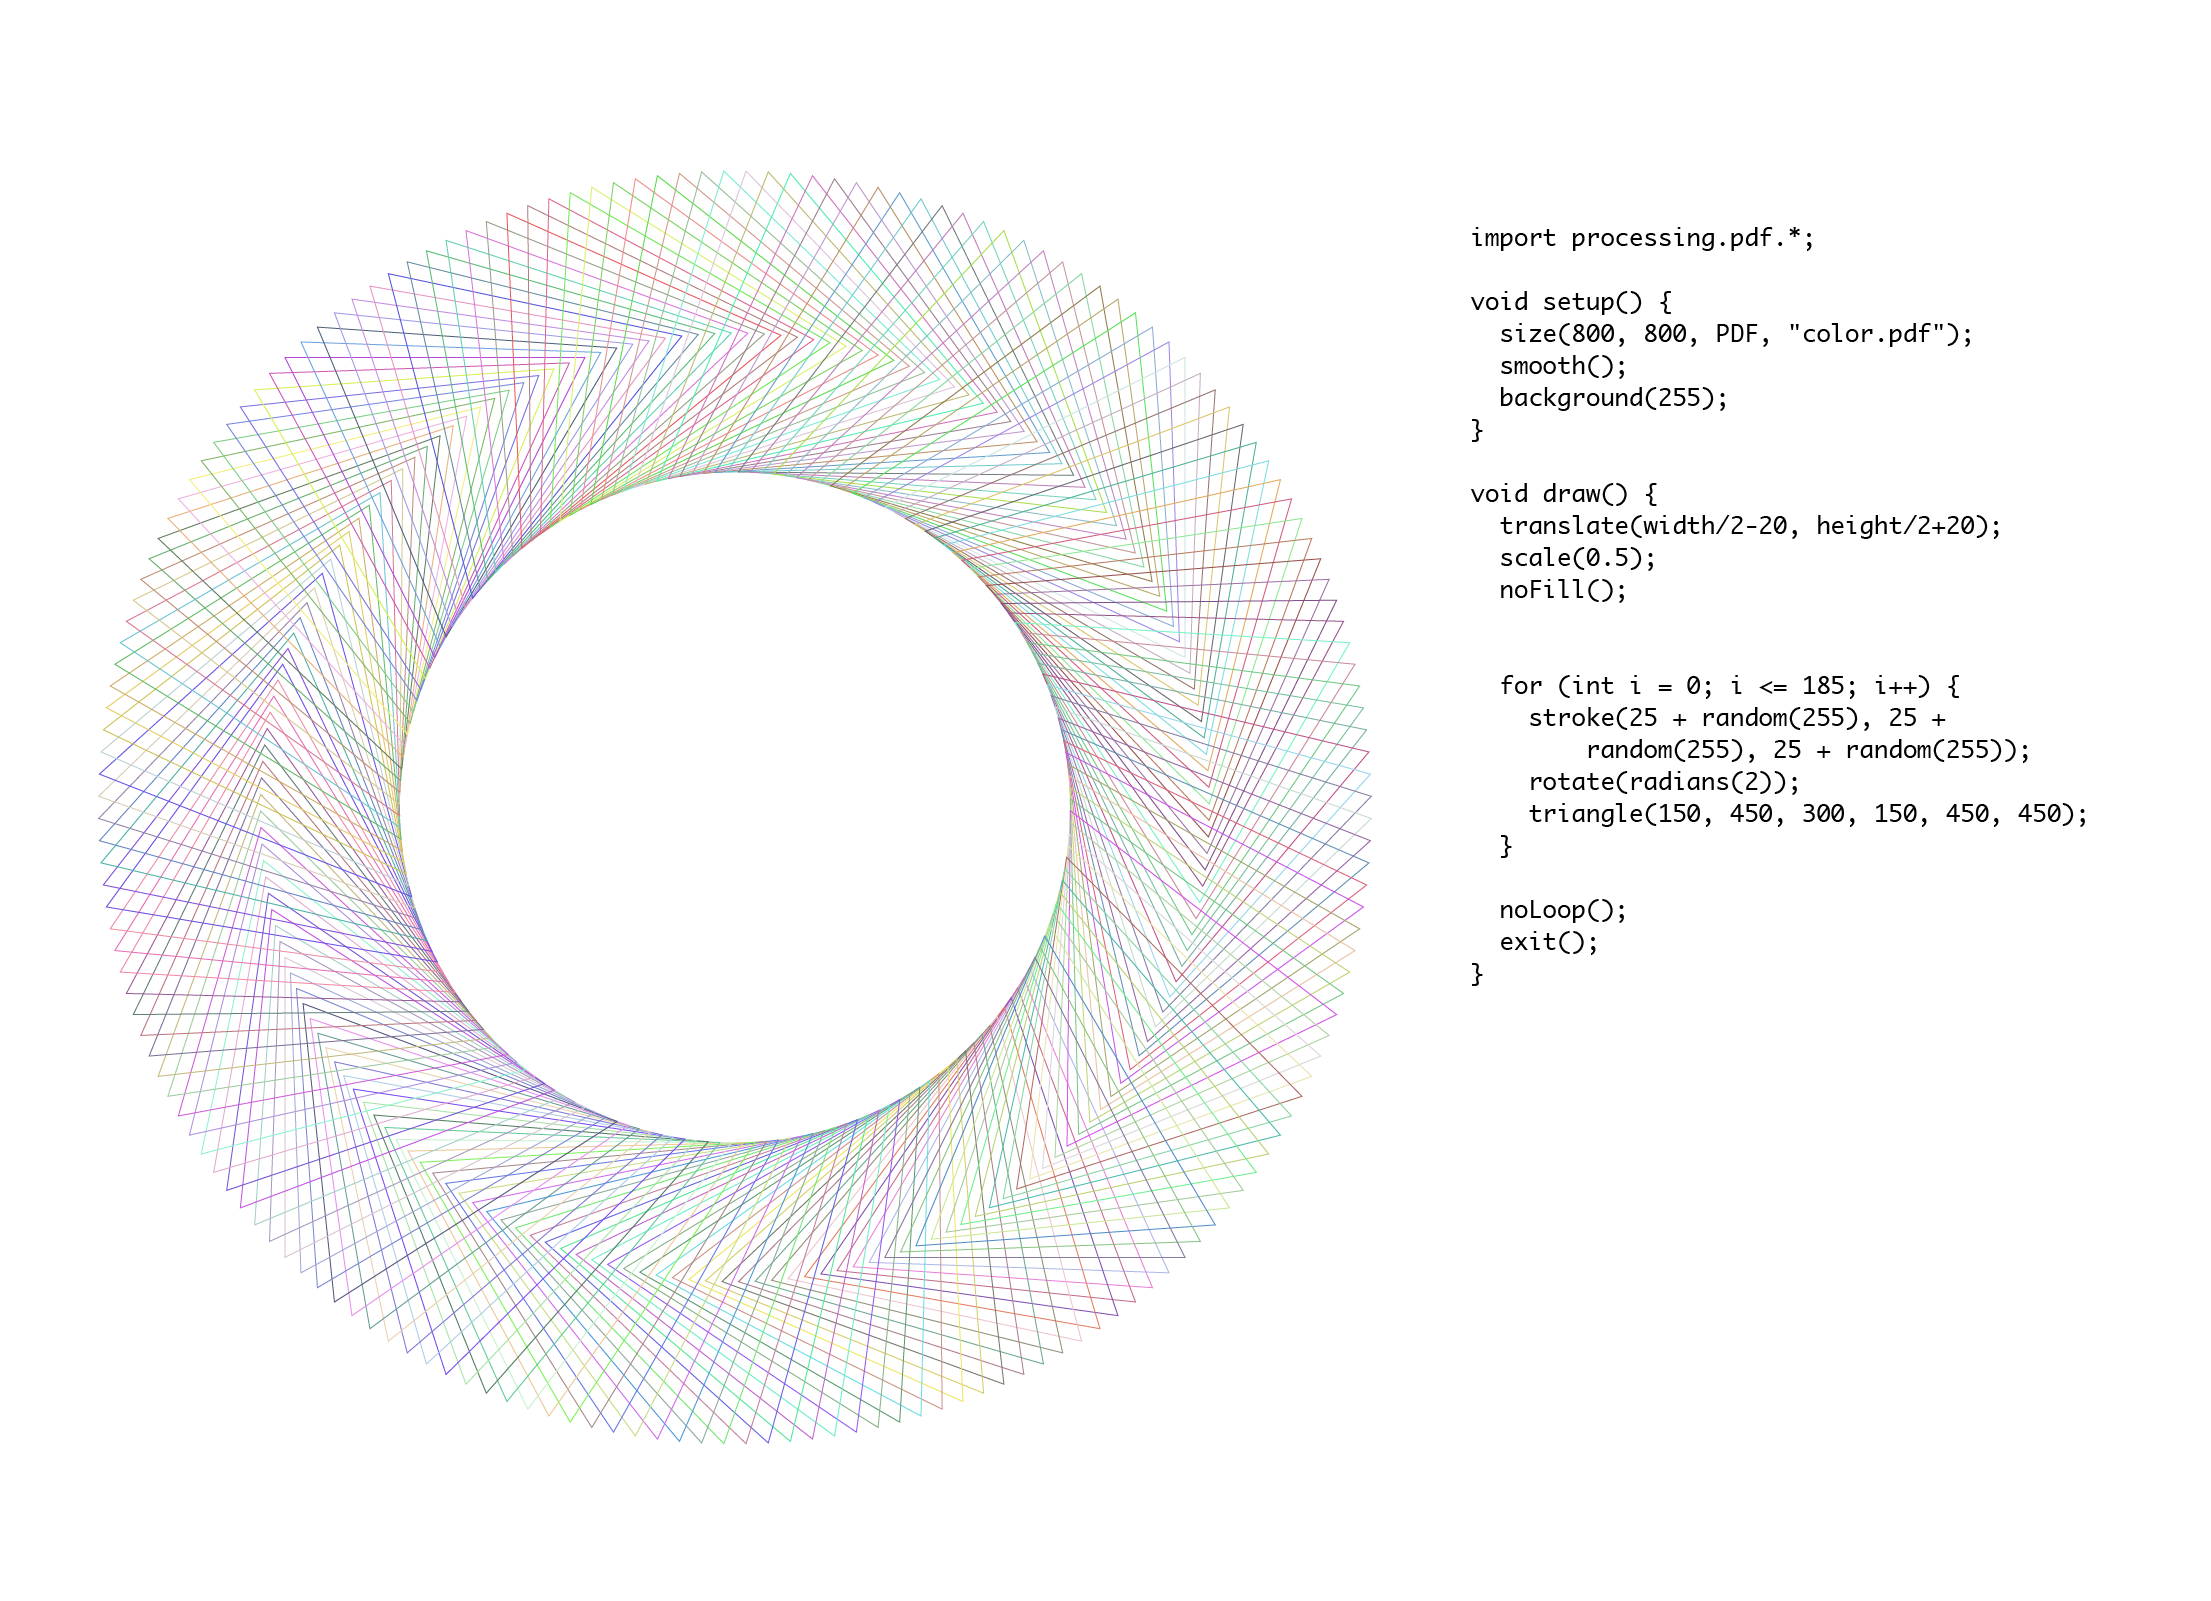 import processing.pdf.*;
void setup() {
  size(800, 800, PDF, "color.pdf");
  smooth();
  background(255);
}
void draw() {
  translate(width/2-20, height/2+20);
  scale(0.5);
  noFill();
  for (int i = 0; i <= 185; i++) {
    stroke(25 + random(255), 25 +
        random(255), 25 + random(255));
    rotate(radians(2));
    triangle(150, 450, 300, 150, 450, 450);
  }
  noLoop();
  exit();
}